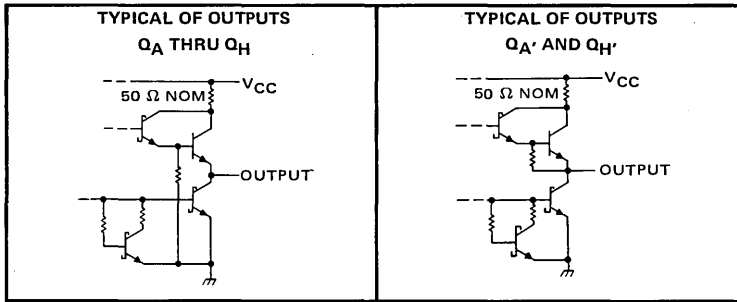 TYPICAL OF OUTPUTS
QA THRU QH
VCC
50 Ω NOM
OUTPUT
TYPICAL OF OUTPUTS
QA' AND QH'
VCC
50 Ω NOM
OUTPUT